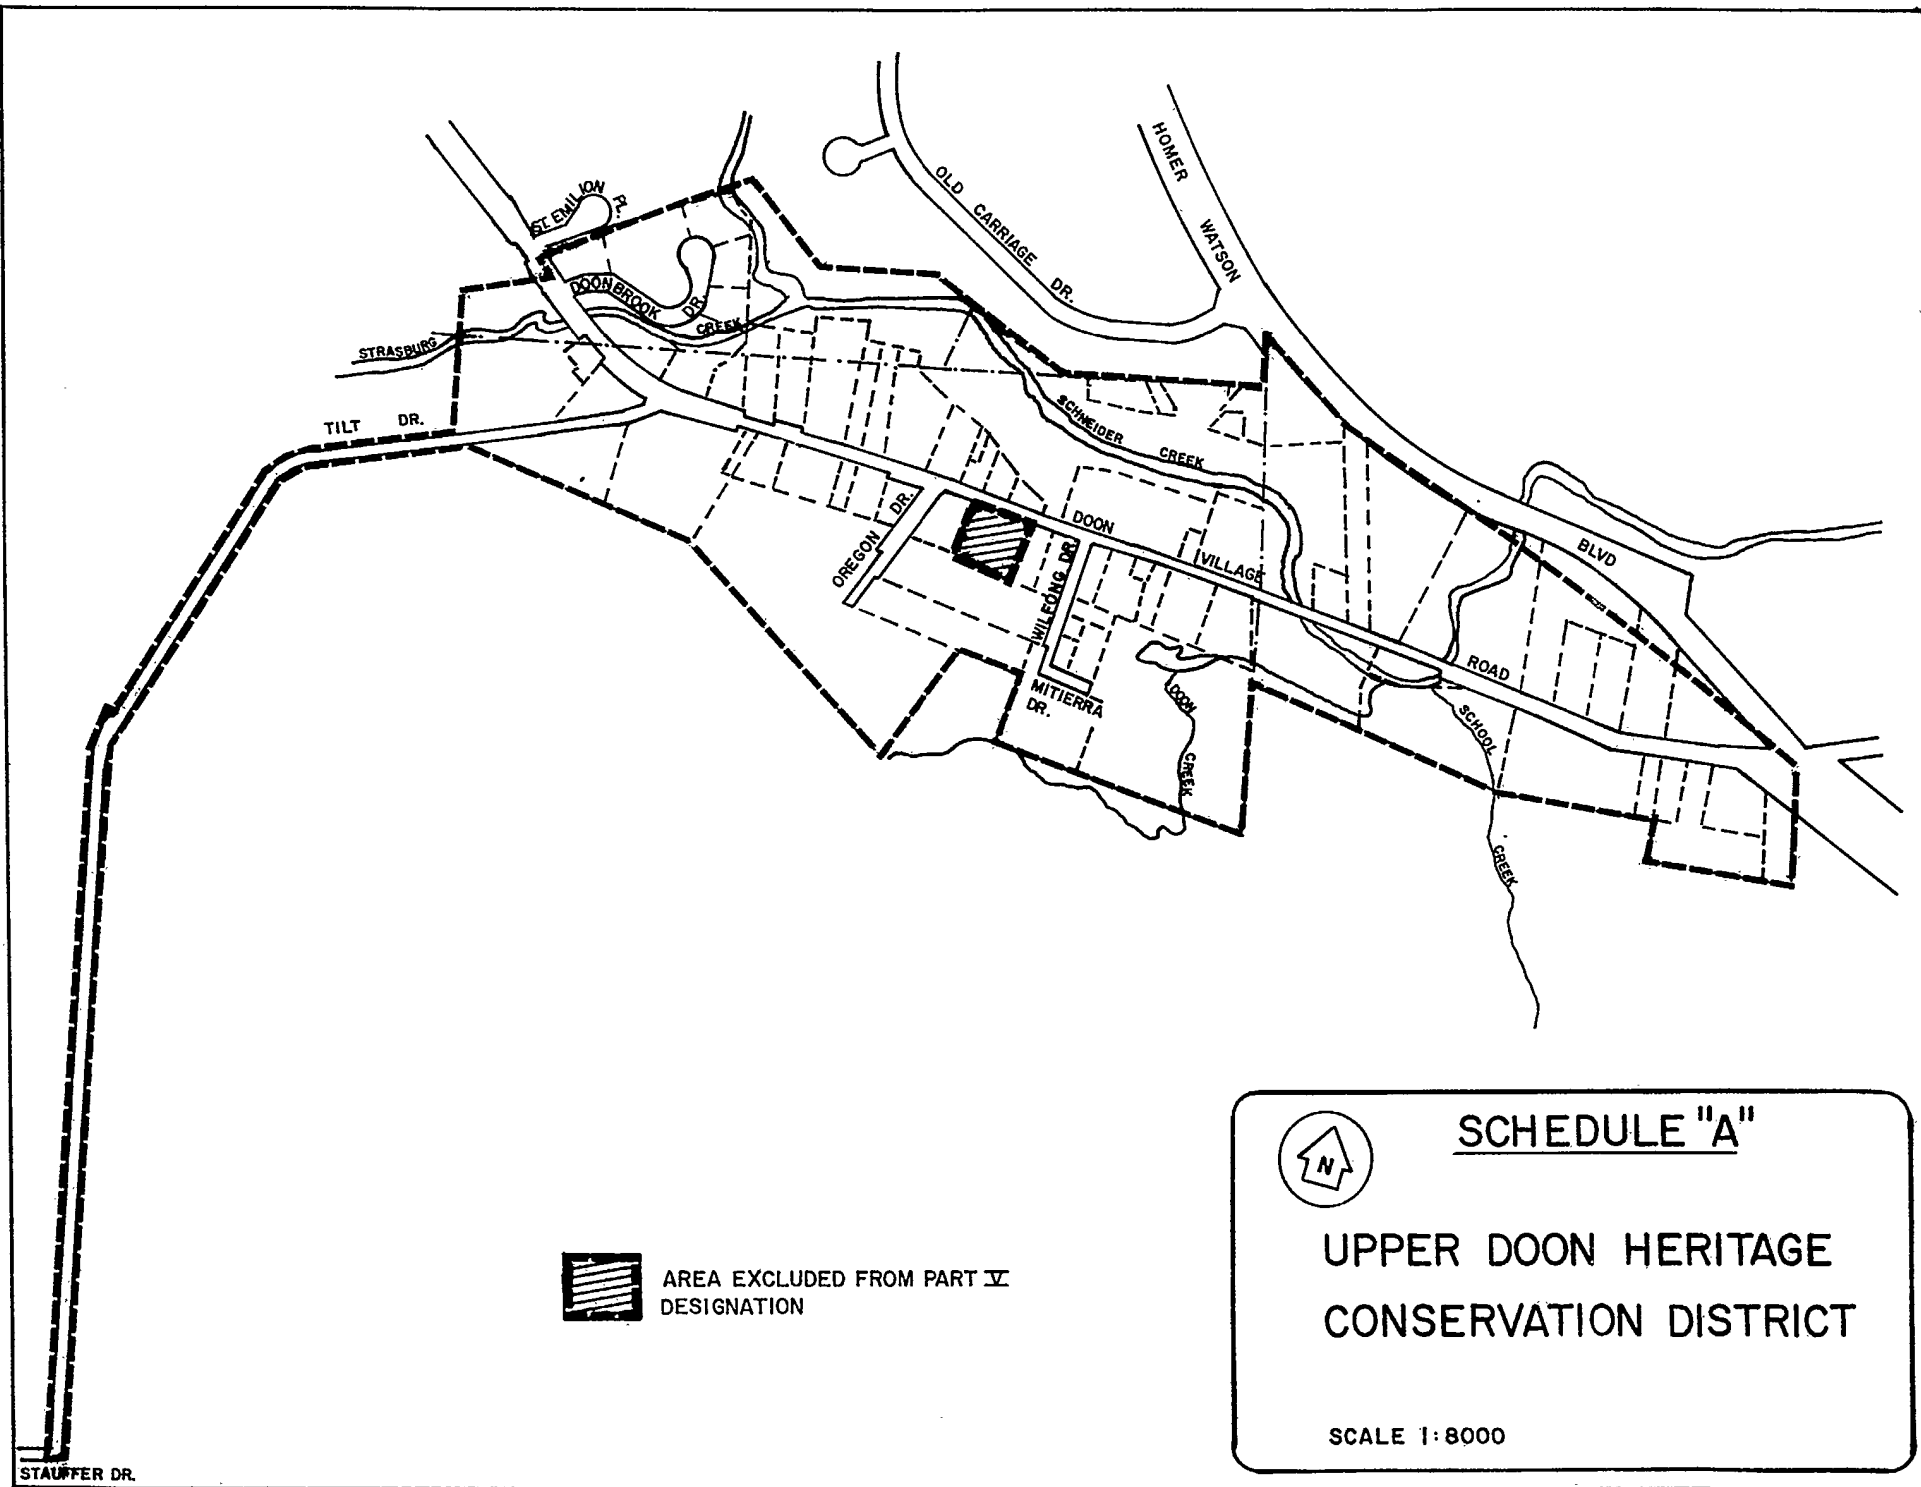 HOMER WATSON BLVD
OLD CARRIAGE DR.
ST. EMILION PL.
DOONBROOK DR.
STRASBURG CREEK
TILT DR.
SCHNEIDER CREEK
OREGON DR.
DOON VILLAGE ROAD
WILFONG DR.
MITIERRA
DR.
DOON CREEK
SCHOOL CREEK
STAUFFER DR.
AREA EXCLUDED FROM PART V
DESIGNATION
N
SCHEDULE "A"
UPPER DOON HERITAGE
CONSERVATION DISTRICT
SCALE 1:8000